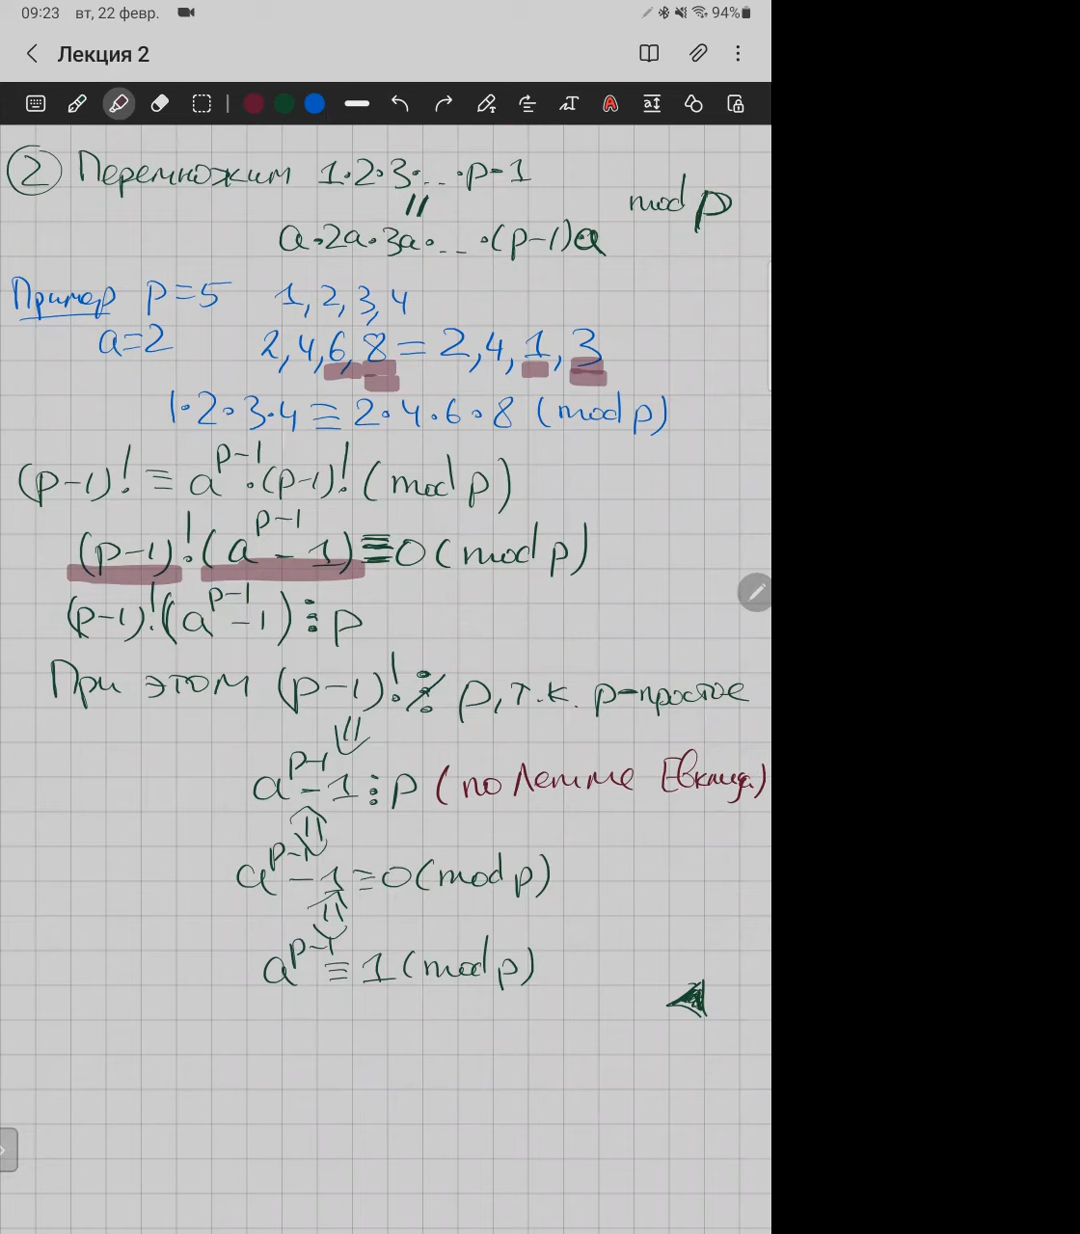 09:23 вт, 22 февр. 94%
Лекция 2
② Перемножим 1·2·3·...·p-1
||
mod p
a·2a·3a·...·(p-1)a
Пример p=5 1,2,3,4
a=2 2,4,6,8 = 2,4,1,3
1·2·3·4 ≡ 2·4·6·8 (mod p)
(p-1)! ≡ a^{p-1}·(p-1)! (mod p)
(p-1)!(a^{p-1} - 1) ≡ 0 (mod p)
(p-1)!(a^{p-1} - 1) ⋮ p
При этом (p-1)! ⋮̸ p, т.к. p-простое
⇓
a^{p-1} - 1 ⋮ p (по Лемме Евклида)
⇕
a^{p-1} - 1 ≡ 0 (mod p)
⇕
a^{p-1} ≡ 1 (mod p)